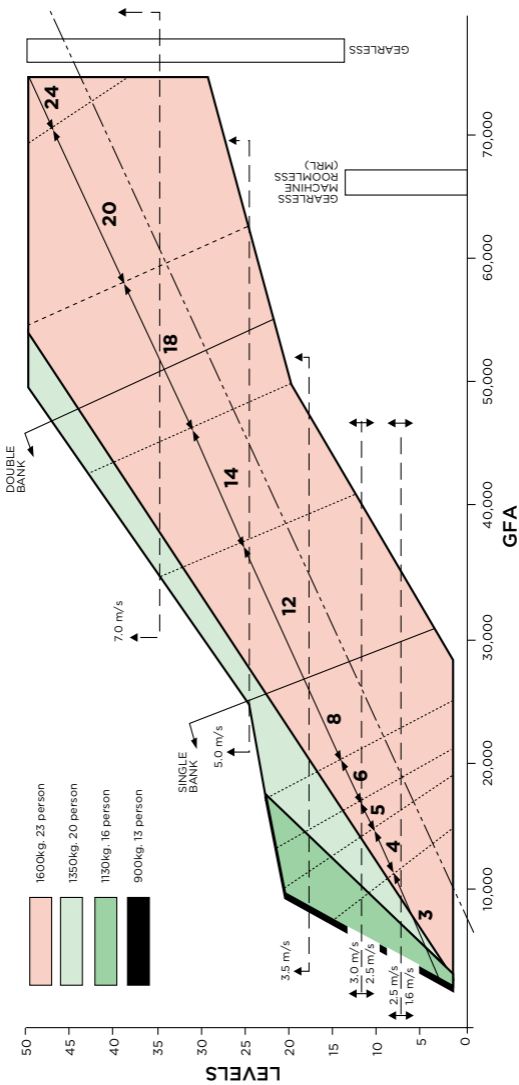 1600kg. 23 person
1350kg. 20 person
1130kg. 16 person
900kg. 13 person
DOUBLE
BANK
SINGLE
BANK
7.0 m/s
5.0 m/s
3.5 m/s
3.0 m/s
2.5 m/s
2.5 m/s
1.6 m/s
3
4
5
6
8
12
14
18
20
24
GEARLESS
GEARLESS
MACHINE
ROOMLESS
(MRL)
LEVELS
50
45
40
35
30
25
20
15
10
5
0
10,000
20,000
30,000
40,000
50,000
60,000
70,000
GFA